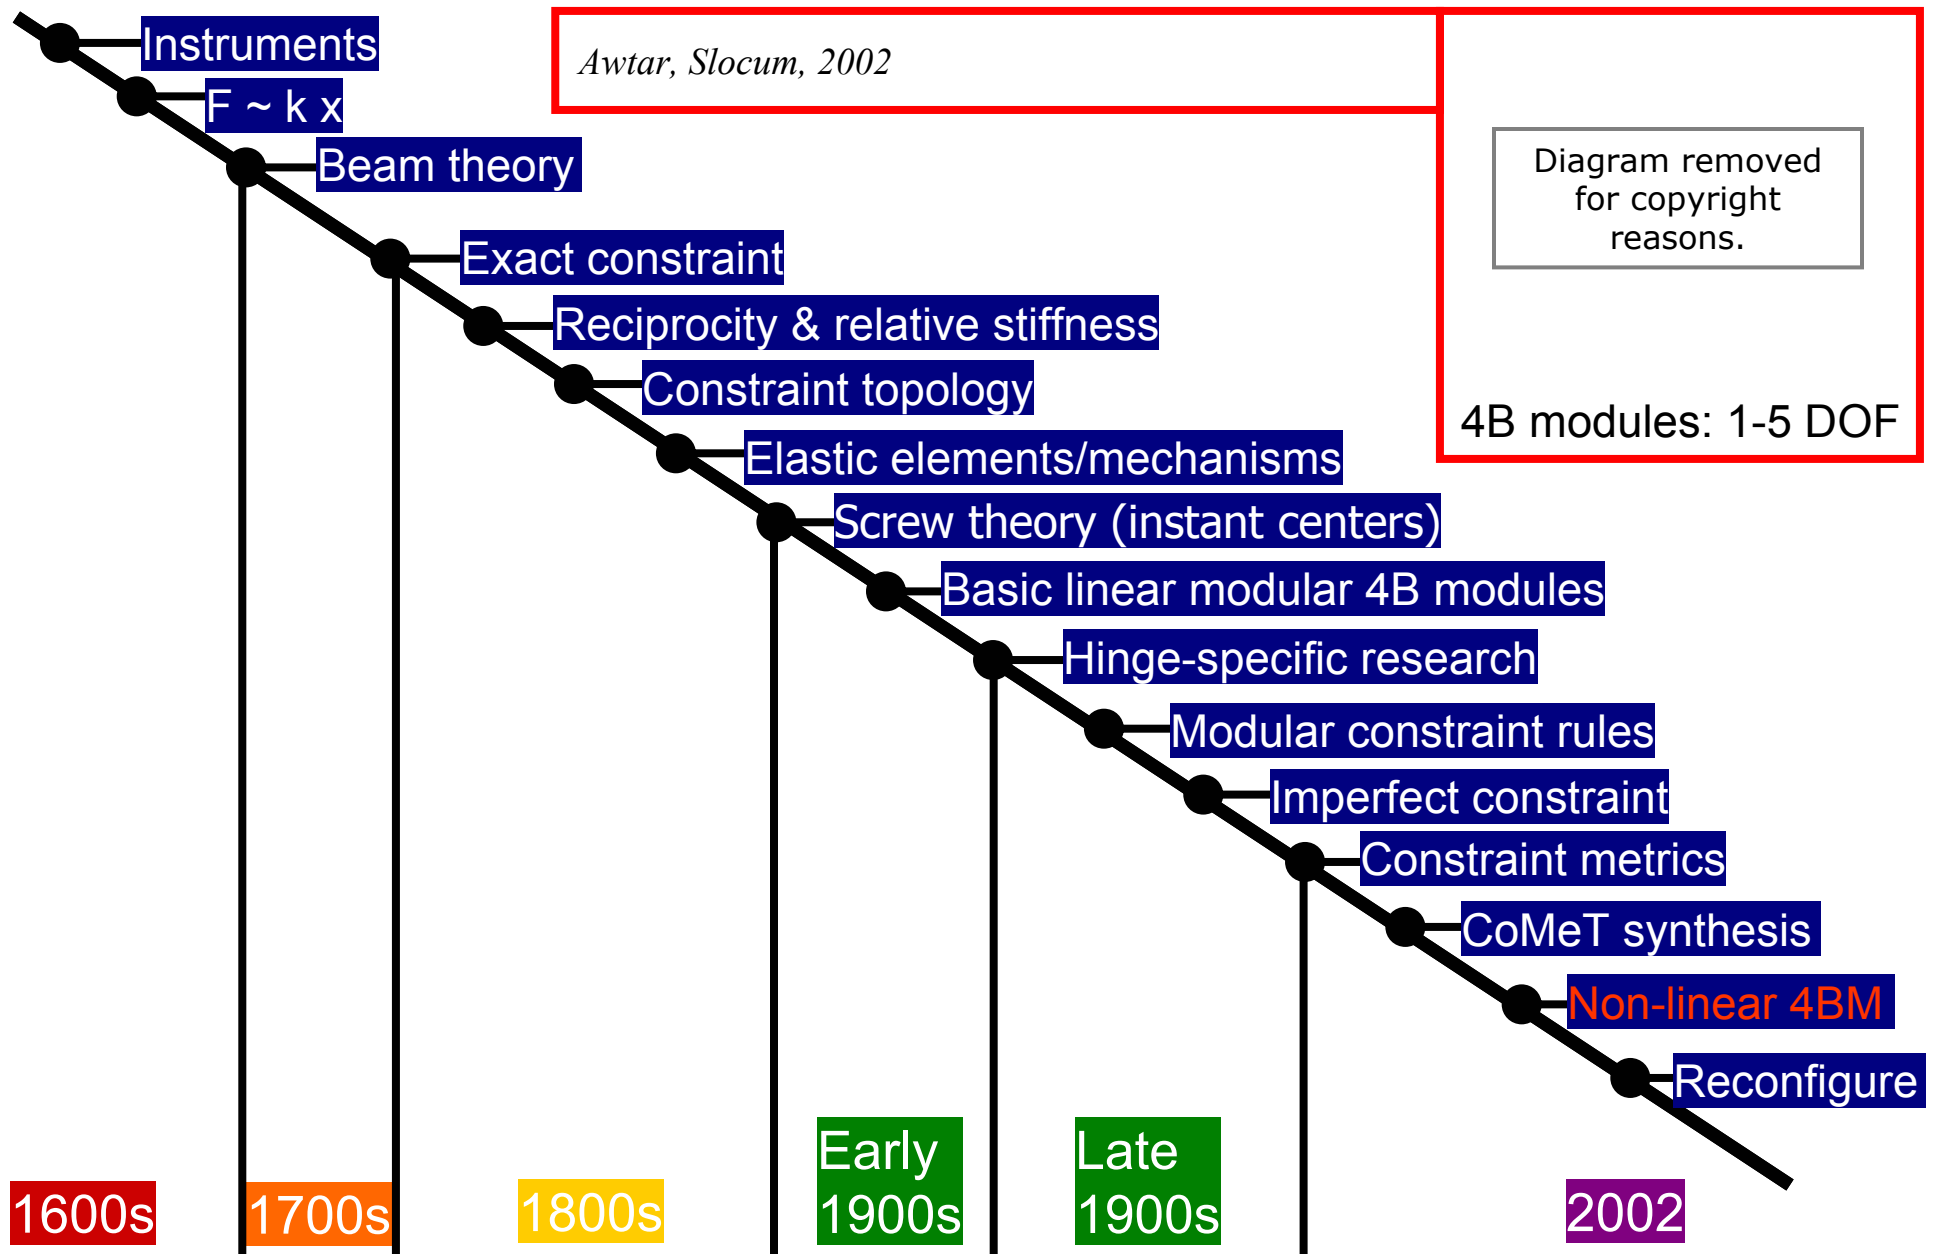 Instruments
F ~ k x
Beam theory
Exact constraint
Reciprocity & relative stiffness
Constraint topology
Elastic elements/mechanisms
Screw theory (instant centers)
Basic linear modular 4B modules
Hinge-specific research
Modular constraint rules
Imperfect constraint
Constraint metrics
CoMeT synthesis
Non-linear 4BM
Reconfigure
Awtar, Slocum, 2002
Diagram removed
for copyright
reasons.
4B modules: 1-5 DOF
1600s
1700s
1800s
Early
1900s
Late
1900s
2002